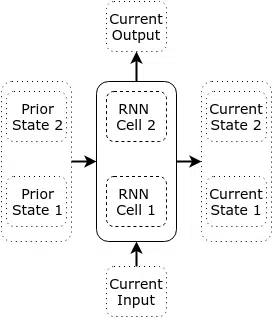 Current
Output
Prior
State 2
RNN
Cell 2
Current
State 2
Prior
State 1
RNN
Cell 1
Current
State 1
Current
Input